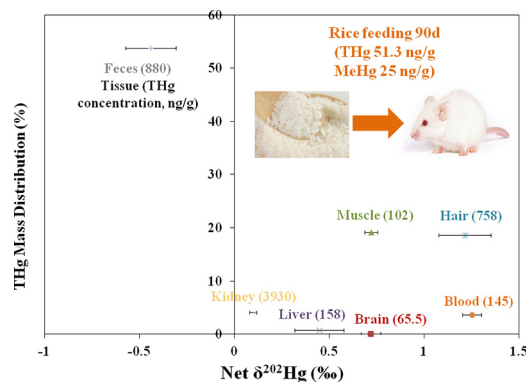 60
50
40
30
20
10
0
THg Mass Distribution (%)
Feces (880)
Tissue (THg
concentration, ng/g)
Rice feeding 90d
(THg 51.3 ng/g
MeHg 25 ng/g)
Muscle (102)
Hair (758)
Kidney (3930)
Liver (158)
Brain (65.5)
Blood (145)
-1
-0.5
0
0.5
1
1.5
Net δ²⁰²Hg (‰)